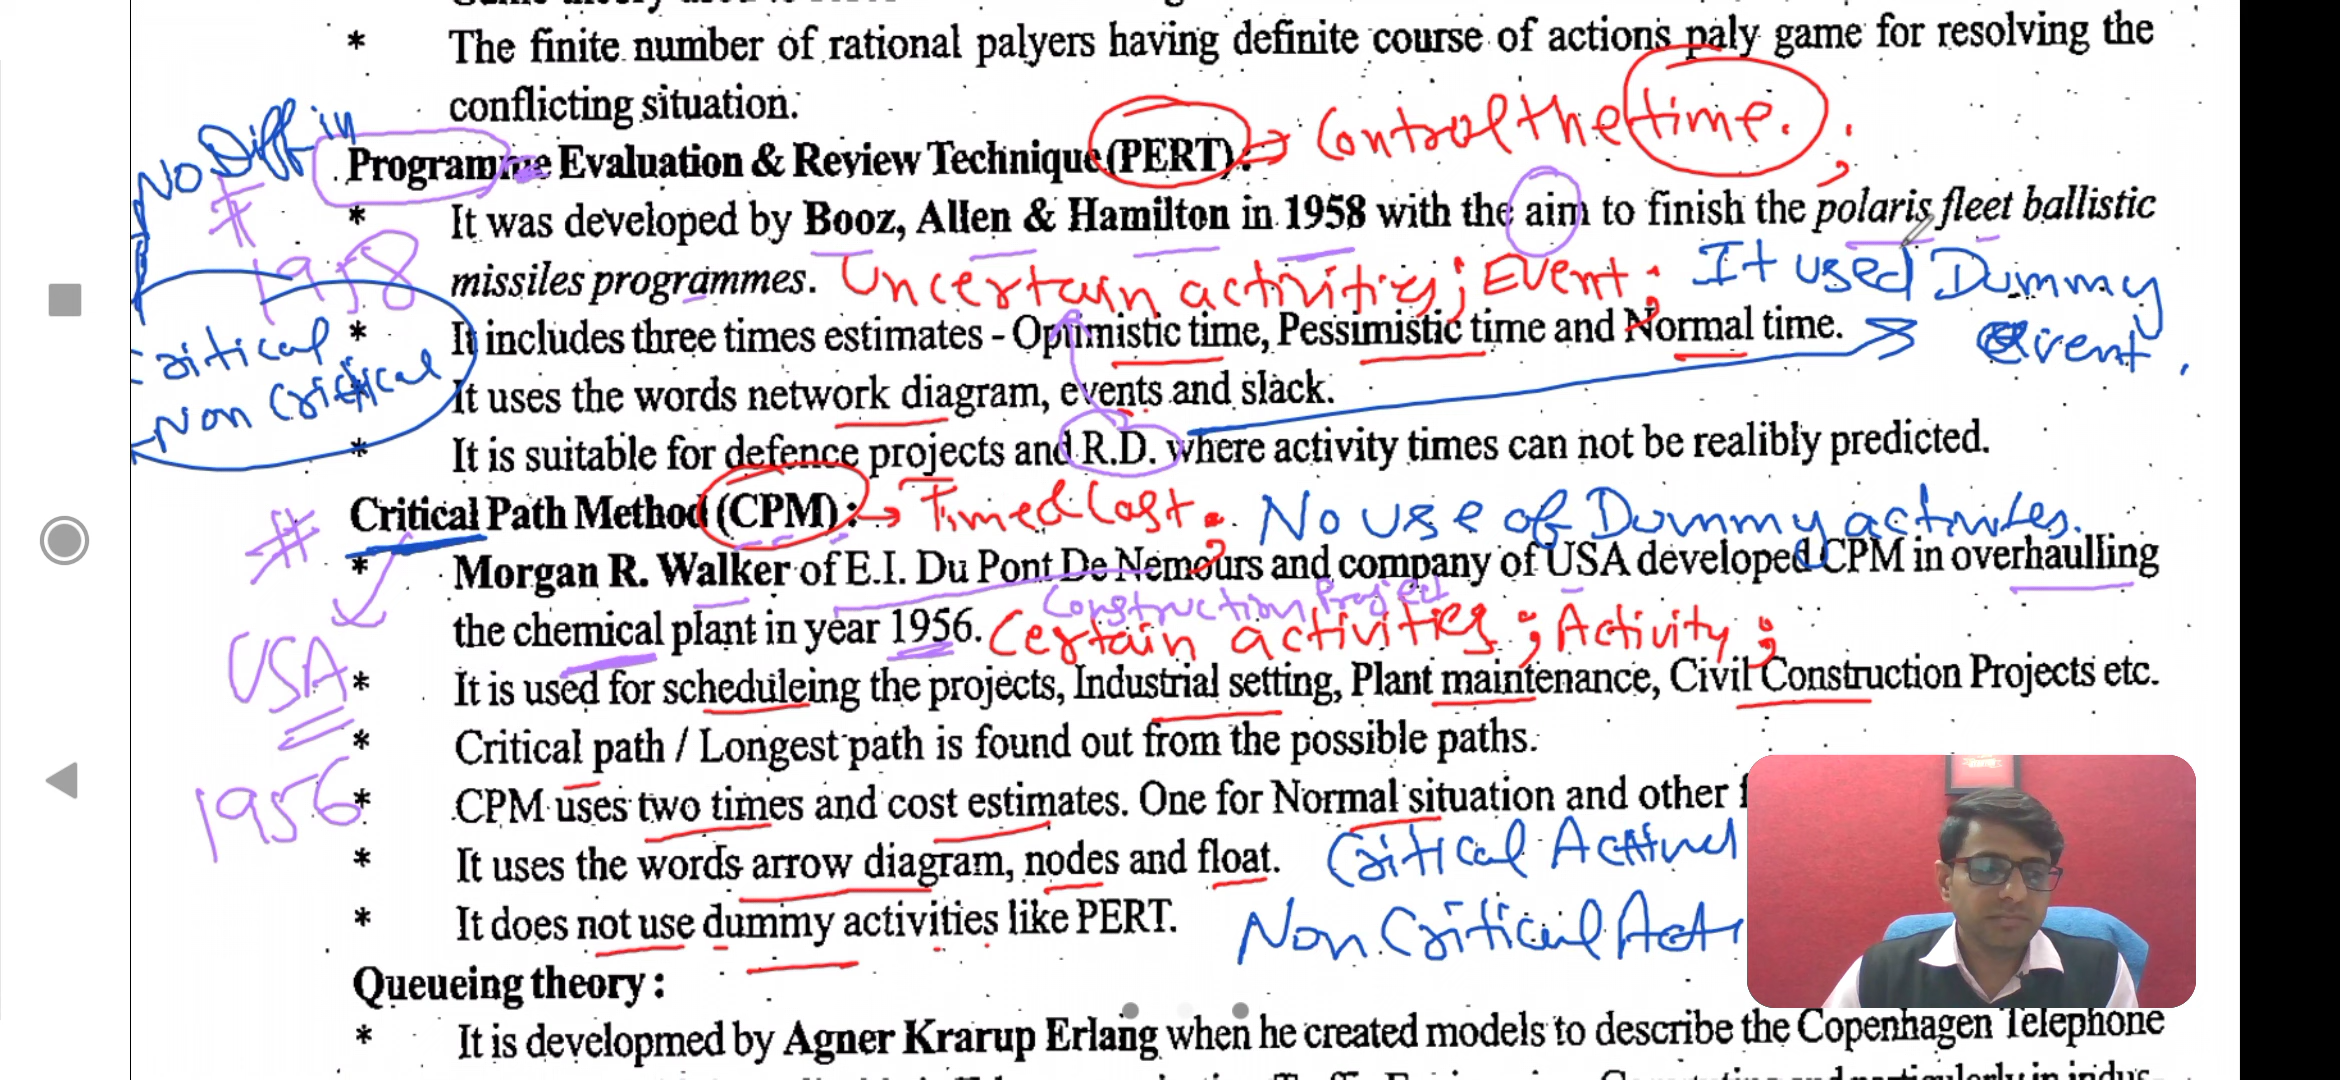 * The finite number of rational palyers having definite course of actions paly game for resolving the
conflicting situation.
No Diff in
Programme Evaluation & Review Technique (PERT) : ⇒ Control the time. ;
* It was developed by Booz, Allen & Hamilton in 1958 with the aim to finish the polaris fleet ballistic
# 1958
missiles programmes. Uncertain activities; Event; It used Dummy
Event.
* It includes three times estimates - Optimistic time, Pessimistic time and Normal time.
Critical
Non Critical
* It uses the words network diagram, events and slack.
* It is suitable for defence projects and R.D. where activity times can not be realibly predicted.
# Critical Path Method (CPM) : → Time d Cost. No use of Dummy activites.
* Morgan R. Walker of E.I. Du Pont De Nemours and company of USA developed CPM in overhaulling
Construction Project
the chemical plant in year 1956. Certain activities ; Activity ;
USA
* It is used for scheduleing the projects, Industrial setting, Plant maintenance, Civil Construction Projects etc.
* Critical path / Longest path is found out from the possible paths.
1956
* CPM uses two times and cost estimates. One for Normal situation and other
* It uses the words arrow diagram, nodes and float. Critical
* It does not use dummy activities like PERT. Non Critical Act
Queueing theory :
* It is developmed by Agner Krarup Erlang when he created models to describe the Copenhagen Telephone